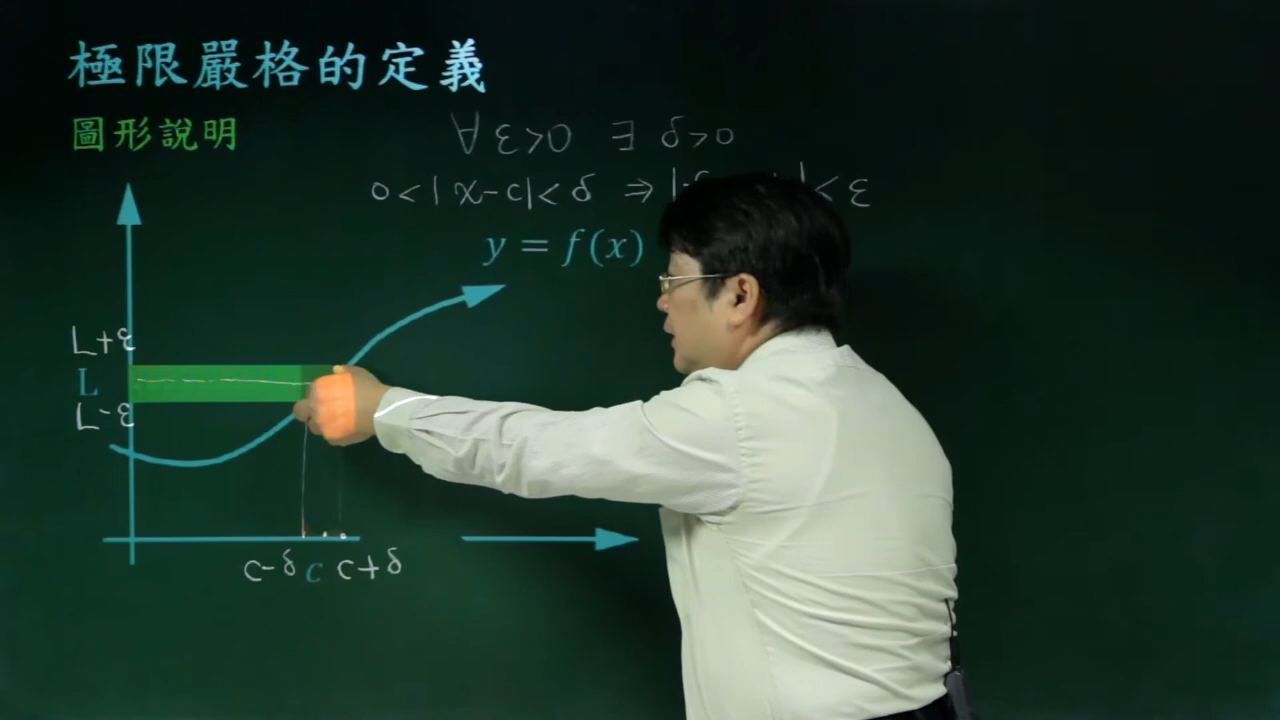 極限嚴格的定義
圖形說明
∀ ε>0 ∃ δ>0
0<|x-c|<δ ⇒ | <ε
y = f(x)
L+ε
L
L-ε
c-δ c c+δ